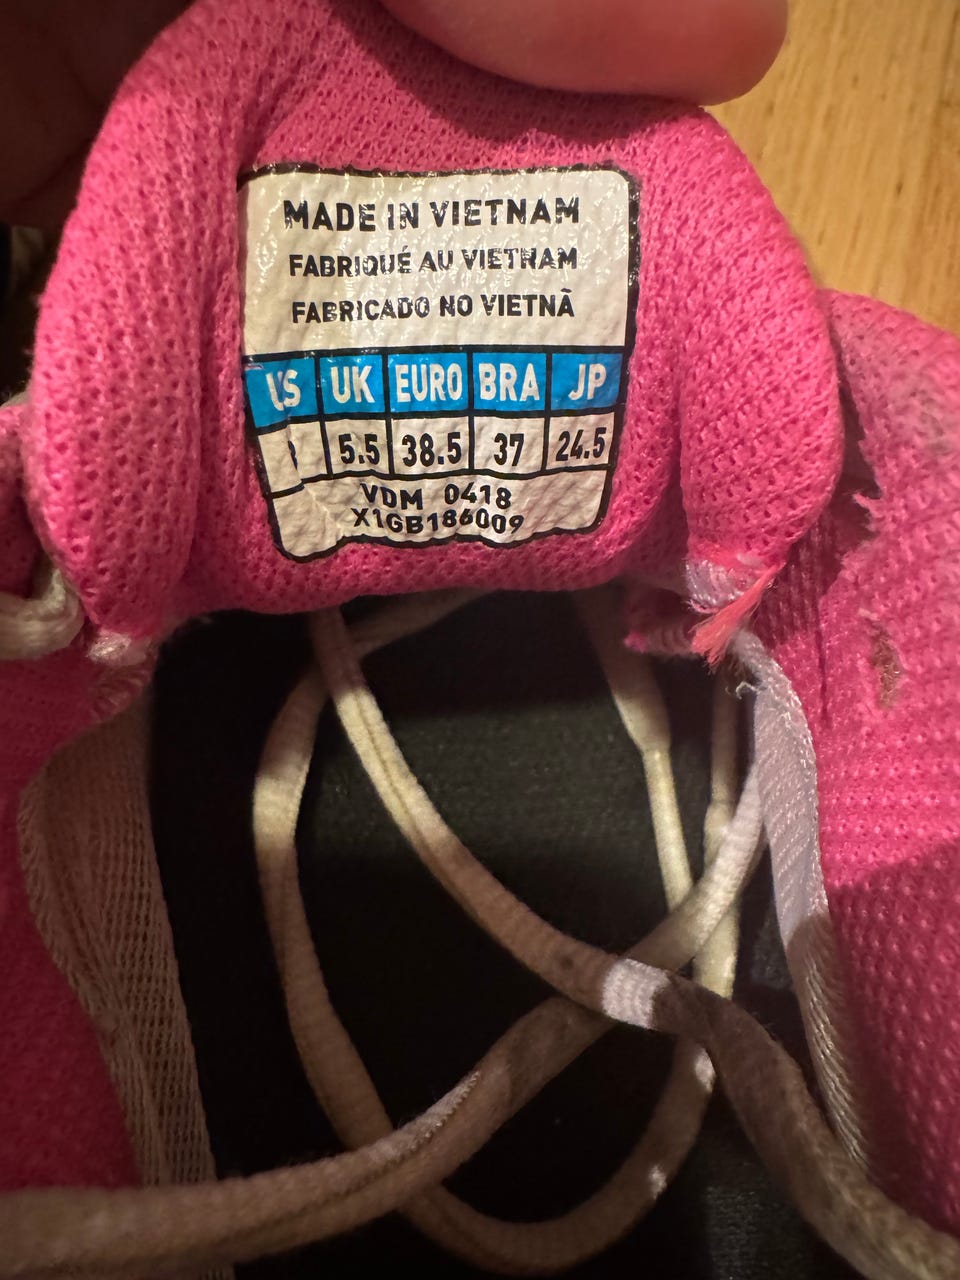 MADE IN VIETNAM
FABRIQUÉ AU VIETNAM
FABRICADO NO VIETNÃ
US UK EURO BRA JP
5.5 38.5 37 24.5
VDM 0418
X1GB186009